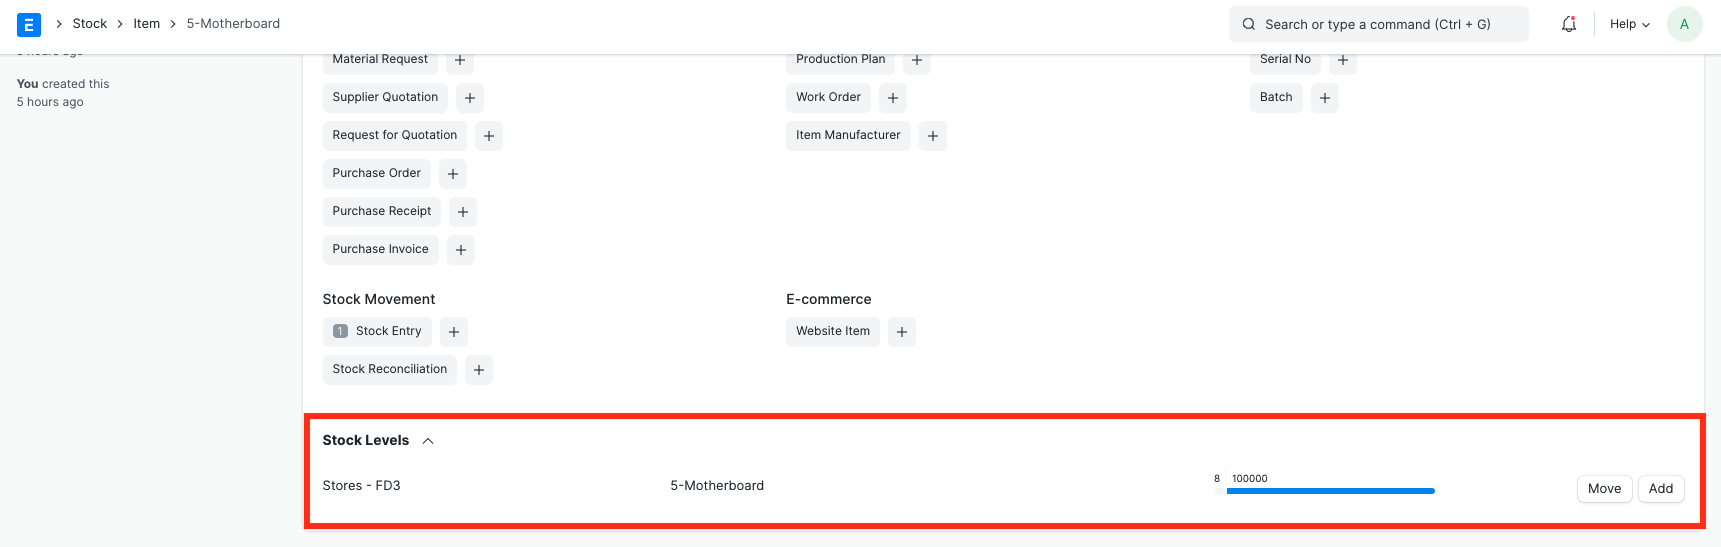 E
Stock
Item
5-Motherboard
Search or type a command (Ctrl + G)
Help
A
5 hours ago
You created this
5 hours ago
Material Request
Production Plan
Serial No
Supplier Quotation
Work Order
Batch
Request for Quotation
Item Manufacturer
Purchase Order
Purchase Receipt
Purchase Invoice
Stock Movement
E-commerce
1 Stock Entry
Website Item
Stock Reconciliation
Stock Levels
Stores - FD3
5-Motherboard
8 100000
Move
Add